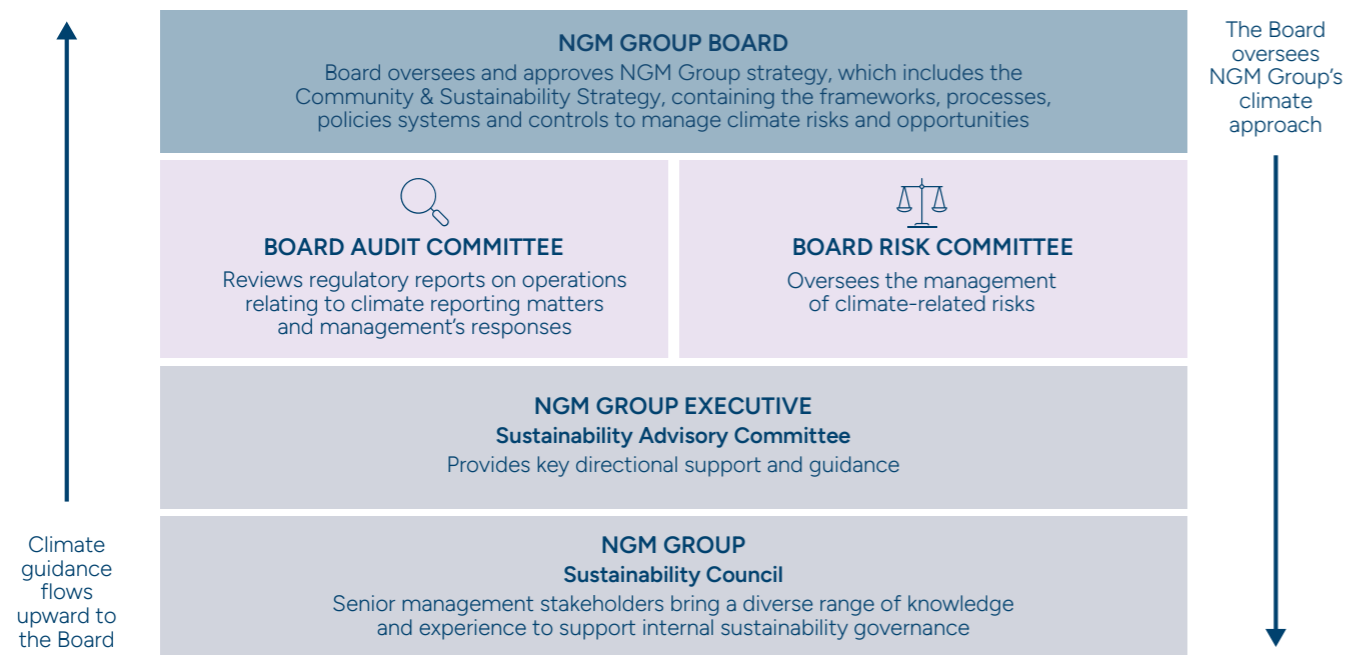 NGM GROUP BOARD
Board oversees and approves NGM Group strategy, which includes the
Community & Sustainability Strategy, containing the frameworks, processes,
policies systems and controls to manage climate risks and opportunities
The Board
oversees
NGM Group's
climate
approach
BOARD AUDIT COMMITTEE
Reviews regulatory reports on operations
relating to climate reporting matters
and management's responses
BOARD RISK COMMITTEE
Oversees the management
of climate-related risks
NGM GROUP EXECUTIVE
Sustainability Advisory Committee
Provides key directional support and guidance
Climate
guidance
flows
upward to
the Board
NGM GROUP
Sustainability Council
Senior management stakeholders bring a diverse range of knowledge
and experience to support internal sustainability governance